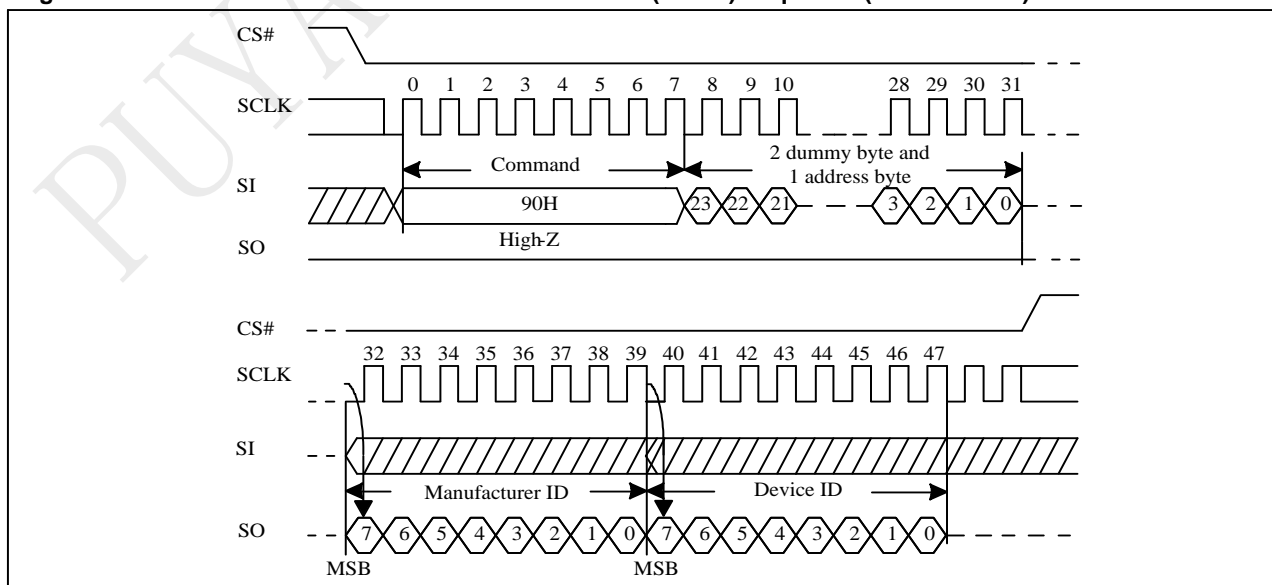 PUYA
CS#
0 1 2 3 4 5 6 7 8 9 10 28 29 30 31
SCLK
Command
2 dummy byte and
1 address byte
SI
90H
23 22 21 3 2 1 0
High-Z
SO
CS#
32 33 34 35 36 37 38 39 40 41 42 43 44 45 46 47
SCLK
SI
Manufacturer ID
Device ID
SO
7 6 5 4 3 2 1 0 7 6 5 4 3 2 1 0
MSB
MSB